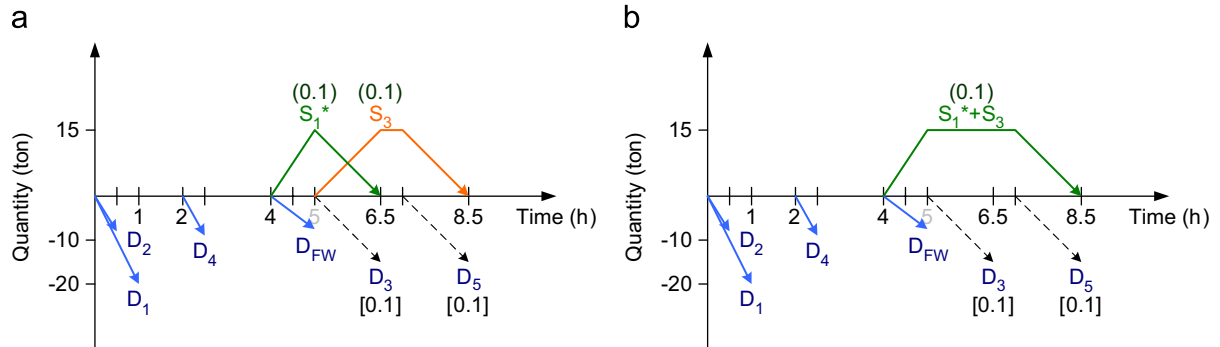 a
b
(0.1) (0.1)
S1* S3
15
Quantity (ton)
1 2 4 5 6.5 8.5 Time (h)
-10
-20
D2
D1
D4
DFW
D3
[0.1]
D5
[0.1]
(0.1)
S1*+S3
15
Quantity (ton)
1 2 4 5 6.5 8.5 Time (h)
-10
-20
D2
D1
D4
DFW
D3
[0.1]
D5
[0.1]